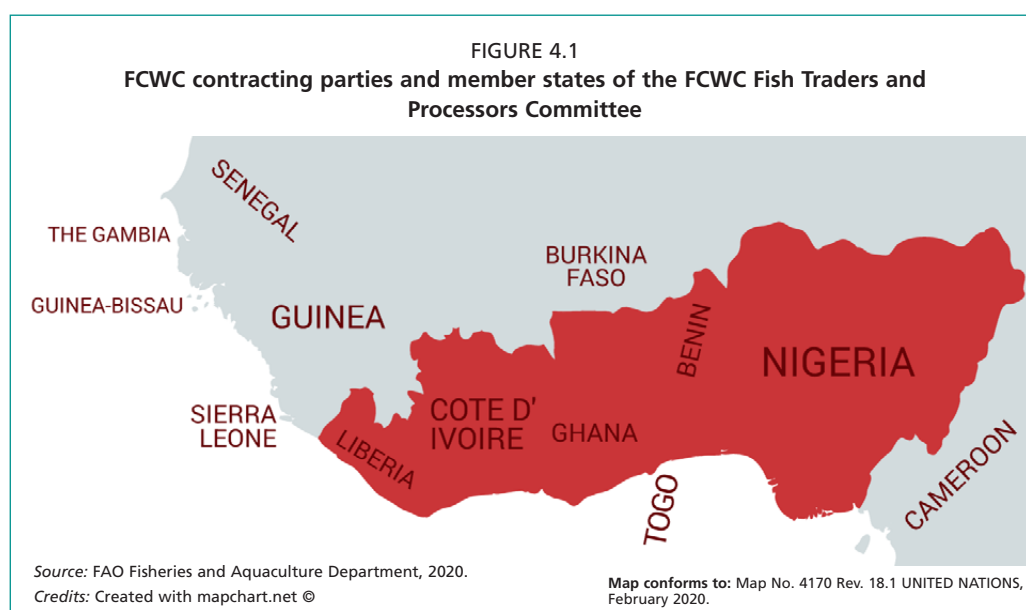 FIGURE 4.1
FCWC contracting parties and member states of the FCWC Fish Traders and
Processors Committee
SENEGAL
THE GAMBIA
BURKINA
FASO
GUINEA-BISSAU
GUINEA
BENIN
NIGERIA
SIERRA
LEONE
LIBERIA
COTE D'
IVOIRE
GHANA
TOGO
CAMEROON
Source: FAO Fisheries and Aquaculture Department, 2020.
Credits: Created with mapchart.net ©
Map conforms to: Map No. 4170 Rev. 18.1 UNITED NATIONS,
February 2020.